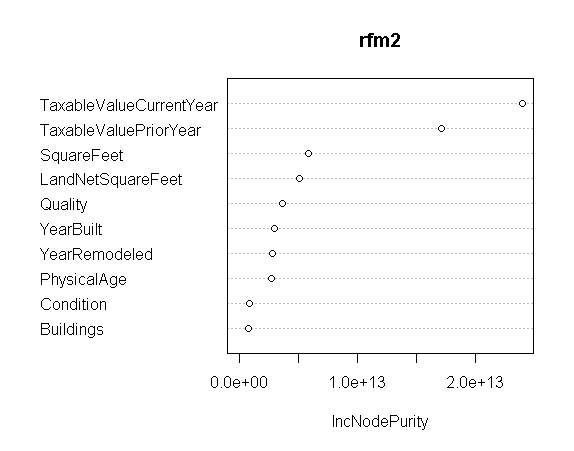 rfm2
TaxableValueCurrentYear
TaxableValuePriorYear
SquareFeet
LandNetSquareFeet
Quality
YearBuilt
YearRemodeled
PhysicalAge
Condition
Buildings
0.0e+00 1.0e+13 2.0e+13
IncNodePurity